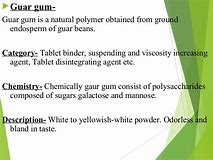 Guar gum-
Guar gum is a natural polymer obtained from ground
endosperm of guar beans.
Category- Tablet binder, suspending and viscosity increasing
agent, Tablet disintegrating agent etc.
Chemistry- Chemically gaur gum consist of polysaccharides
composed of sugars galactose and mannose.
Description- White to yellowish-white powder. Odorless and
bland in taste.